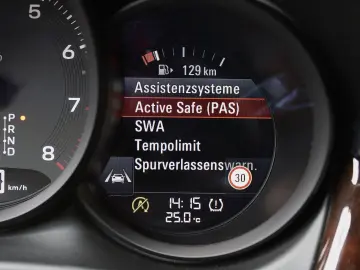 5
6
7
8
P
R
N
D
km/h
129 km
Assistenzsysteme
Active Safe (PAS)
SWA
Tempolimit
Spurverlassenswarn.
30
14:15
25.0 °C